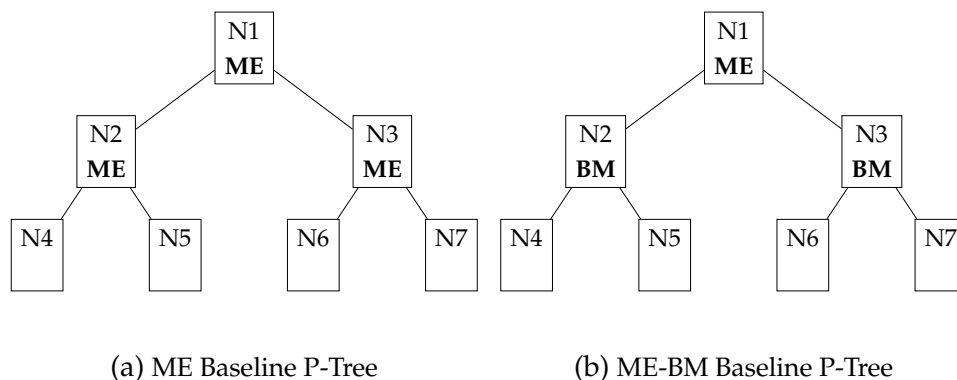 N1
ME
N2
ME
N3
ME
N4
N5
N6
N7
(a) ME Baseline P-Tree
N1
ME
N2
BM
N3
BM
N4
N5
N6
N7
(b) ME-BM Baseline P-Tree